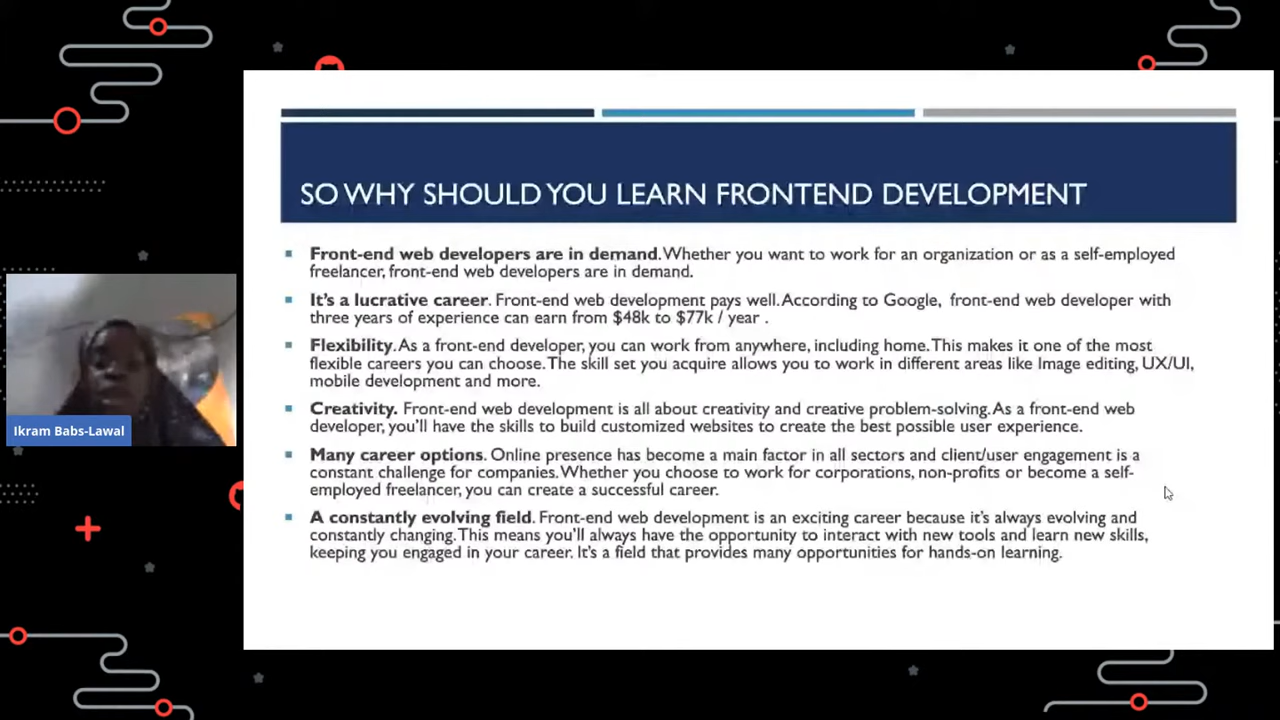 SO WHY SHOULD YOU LEARN FRONTEND DEVELOPMENT
Front-end web developers are in demand. Whether you want to work for an organization or as a self-employed
freelancer, front-end web developers are in demand.
It's a lucrative career. Front-end web development pays well. According to Google, front-end web developer with
three years of experience can earn from $48k to $77k / year .
Flexibility. As a front-end developer, you can work from anywhere, including home. This makes it one of the most
flexible careers you can choose. The skill set you acquire allows you to work in different areas like Image editing, UX/UI,
mobile development and more.
Creativity. Front-end web development is all about creativity and creative problem-solving. As a front-end web
developer, you'll have the skills to build customized websites to create the best possible user experience.
Many career options. Online presence has become a main factor in all sectors and client/user engagement is a
constant challenge for companies. Whether you choose to work for corporations, non-profits or become a self-
employed freelancer, you can create a successful career.
A constantly evolving field. Front-end web development is an exciting career because it's always evolving and
constantly changing. This means you'll always have the opportunity to interact with new tools and learn new skills,
keeping you engaged in your career. It's a field that provides many opportunities for hands-on learning.
Ikram Babs-Lawal